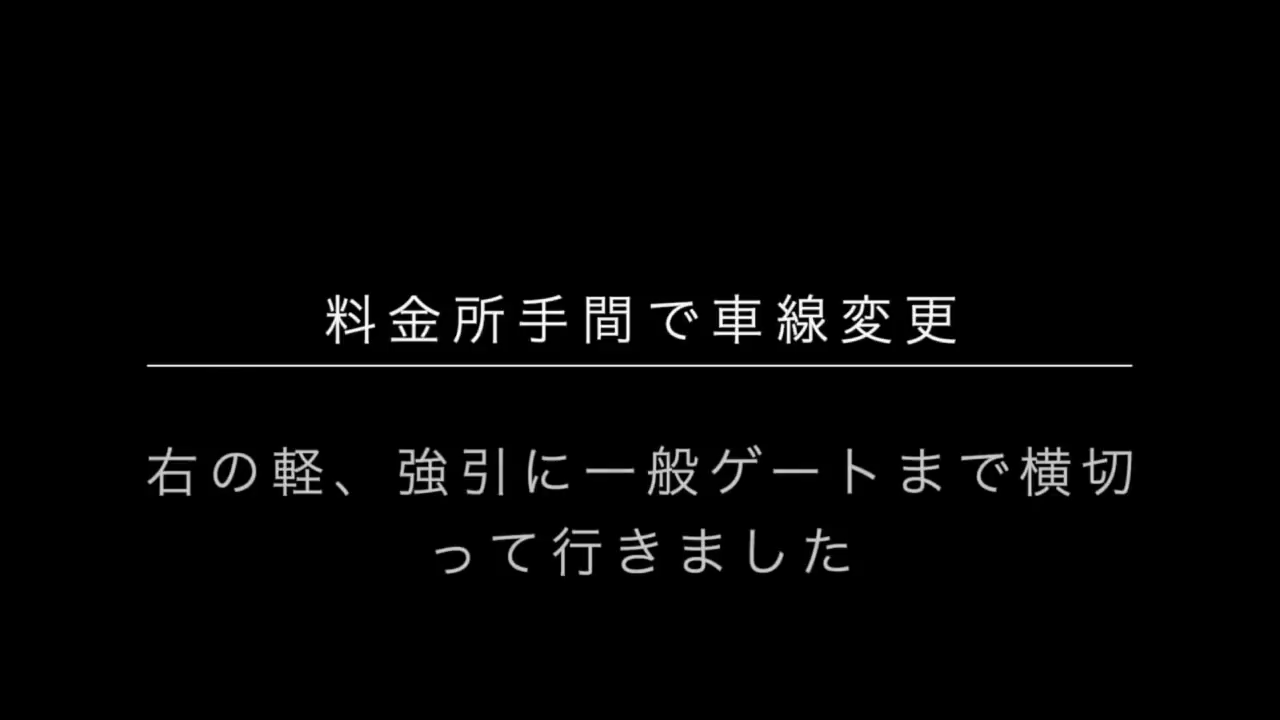 料金所手間で車線変更
右の軽、強引に一般ゲートまで横切
って行きました